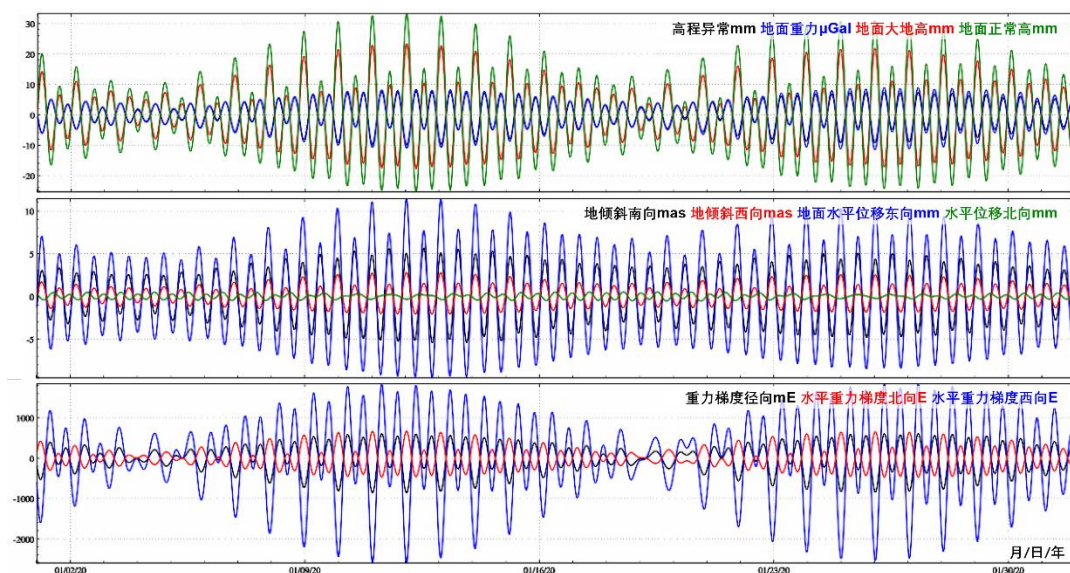 高程异常mm 地面重力μGal 地面大地高mm 地面正常高mm
30
20
10
0
-10
-20
地倾斜南向mas 地倾斜西向mas 地面水平位移东向mm 水平位移北向mm
10
5
0
-5
重力梯度径向mE 水平重力梯度北向E 水平重力梯度西向E
1000
0
-1000
-2000
月/日/年
01/02/20 01/09/20 01/16/20 01/23/20 01/30/20